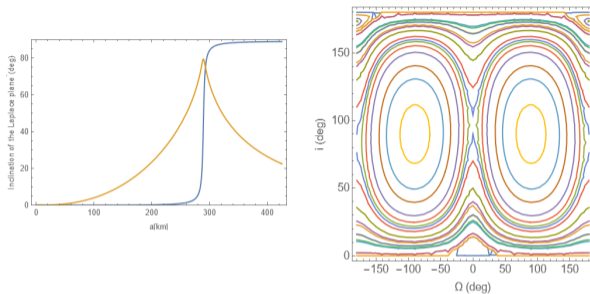 Inclination of the Laplace plane (deg)
80
60
40
20
0
0 100 200 300 400
a(km)
i (deg)
150
100
50
0
−150 −100 −50 0 50 100 150
Ω (deg)